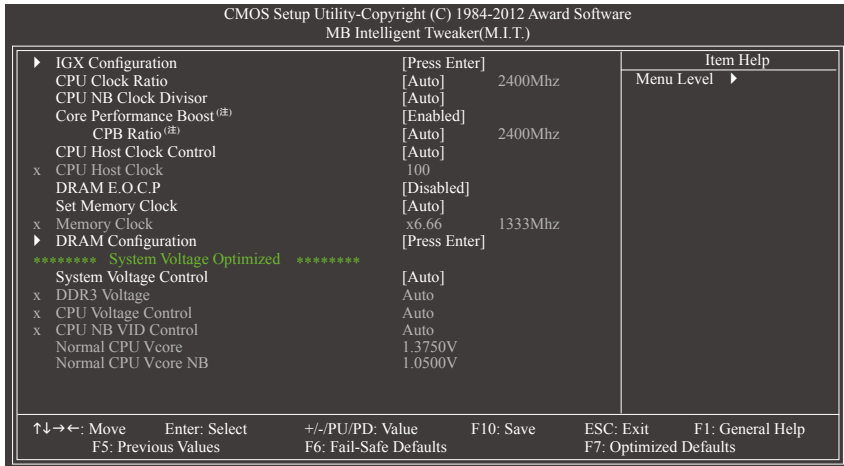 CMOS Setup Utility-Copyright (C) 1984-2012 Award Software
MB Intelligent Tweaker(M.I.T.)
Item Help
Menu Level
IGX Configuration [Press Enter]
CPU Clock Ratio [Auto] 2400Mhz
CPU NB Clock Divisor [Auto]
Core Performance Boost(注) [Enabled]
CPB Ratio(注) [Auto] 2400Mhz
CPU Host Clock Control [Auto]
x CPU Host Clock 100
DRAM E.O.C.P [Disabled]
Set Memory Clock [Auto]
x Memory Clock x6.66 1333Mhz
DRAM Configuration [Press Enter]
******** System Voltage Optimized ********
System Voltage Control [Auto]
x DDR3 Voltage Auto
x CPU Voltage Control Auto
x CPU NB VID Control Auto
Normal CPU Vcore 1.3750V
Normal CPU Vcore NB 1.0500V
↑↓→←: Move Enter: Select +/-/PU/PD: Value F10: Save ESC: Exit F1: General Help
F5: Previous Values F6: Fail-Safe Defaults F7: Optimized Defaults